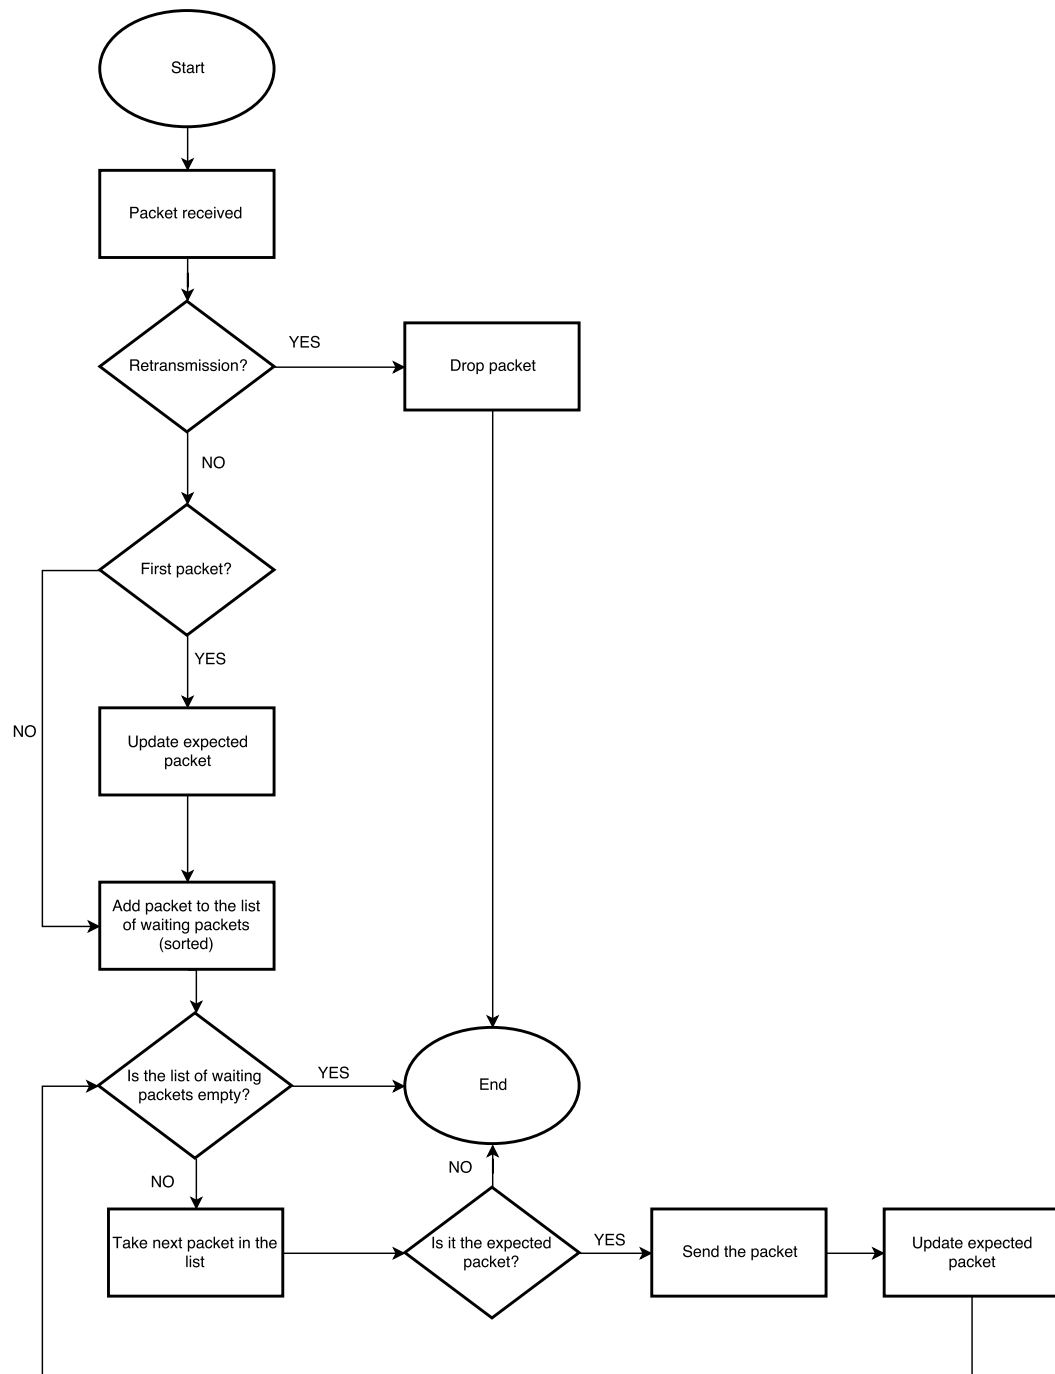 Start
Packet received
Retransmission?
YES
Drop packet
NO
First packet?
YES
NO
Update expected
packet
Add packet to the list
of waiting packets
(sorted)
Is the list of waiting
packets empty?
YES
End
NO
NO
Take next packet in the
list
Is it the expected
packet?
YES
Send the packet
Update expected
packet